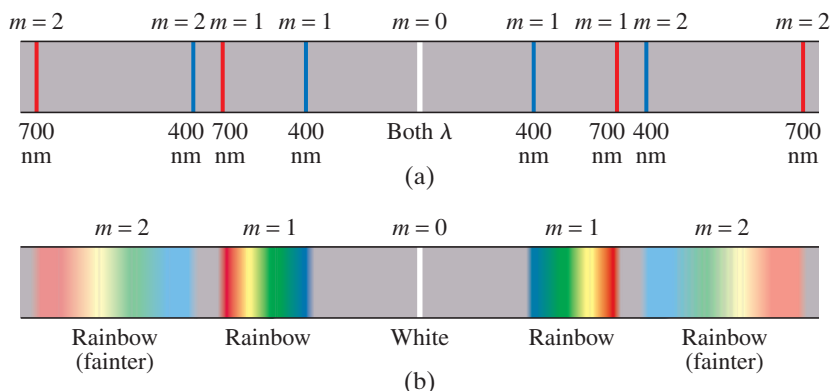 m = 2 m = 2 m = 1 m = 1 m = 0 m = 1 m = 1 m = 2 m = 2
700 400 700 400 Both λ 400 700 400 700
nm nm nm nm nm nm nm nm
(a)
m = 2 m = 1 m = 0 m = 1 m = 2
Rainbow Rainbow White Rainbow Rainbow
(fainter) (fainter)
(b)